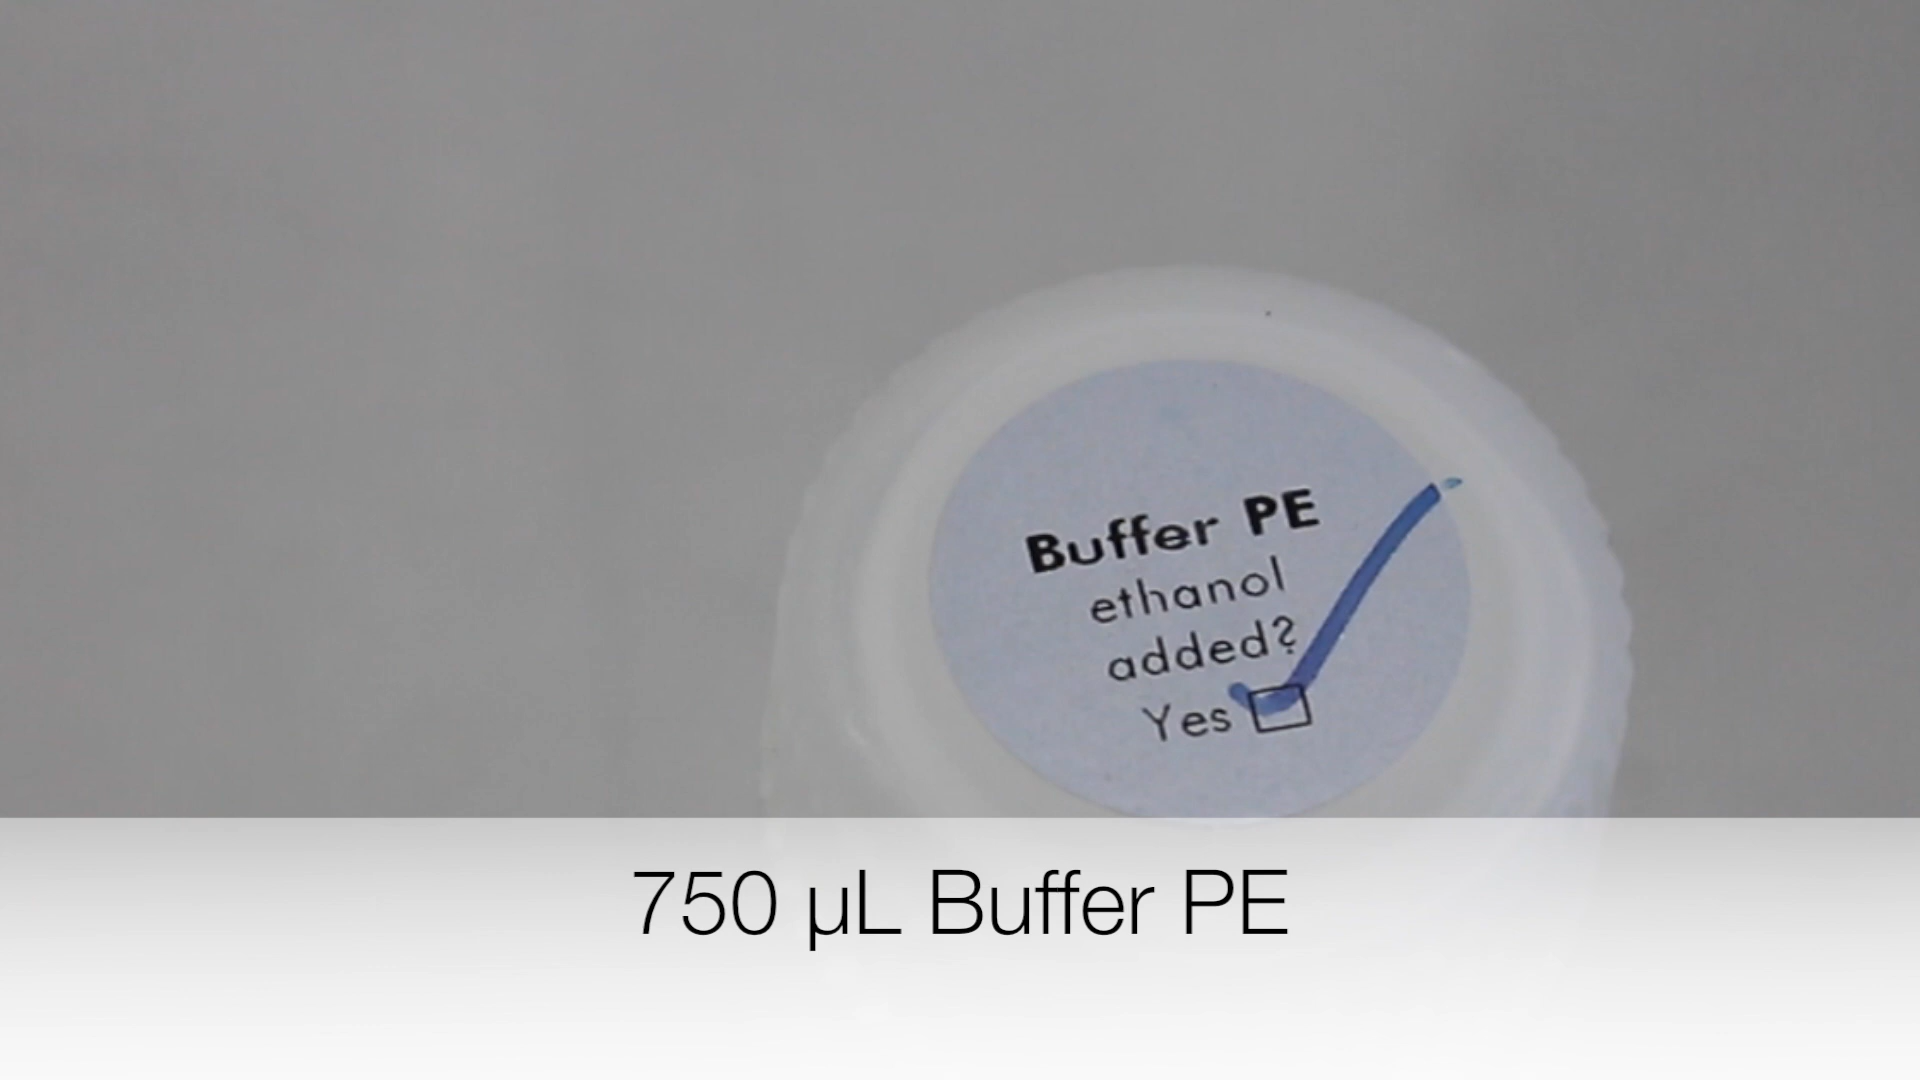 Buffer PE
ethanol
added?
Yes
750 µL Buffer PE